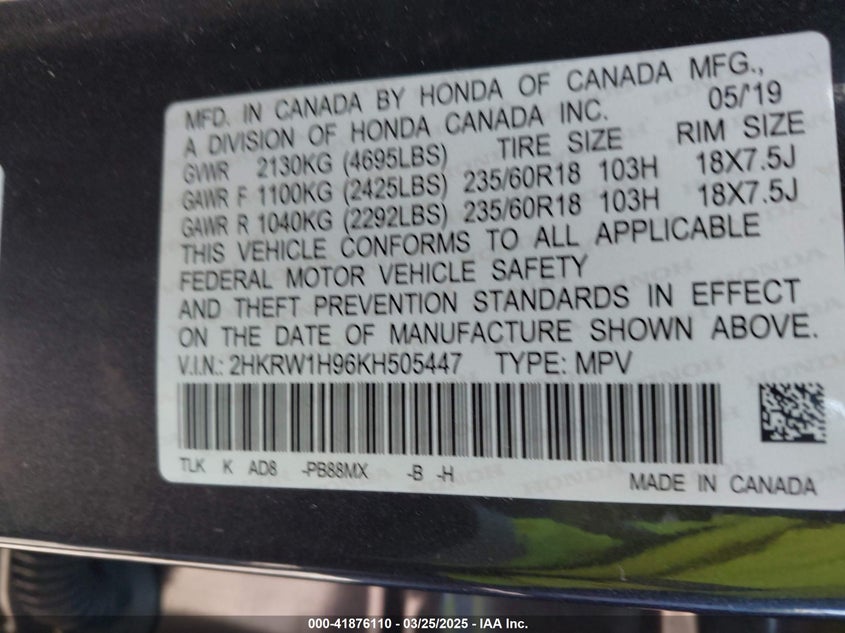 MFD. IN CANADA BY HONDA OF CANADA MFG.,
A DIVISION OF HONDA CANADA INC. 05/'19
GVWR 2130KG (4695LBS) TIRE SIZE RIM SIZE
GAWR F 1100KG (2425LBS) 235/60R18 103H 18X7.5J
GAWR R 1040KG (2292LBS) 235/60R18 103H 18X7.5J
THIS VEHICLE CONFORMS TO ALL APPLICABLE
FEDERAL MOTOR VEHICLE SAFETY
AND THEFT PREVENTION STANDARDS IN EFFECT
ON THE DATE OF MANUFACTURE SHOWN ABOVE.
V.I.N.: 2HKRW1H96KH505447 TYPE: MPV
TLK K AD8 -PB88MX -B -H
MADE IN CANADA
000-41876110 - 03/25/2025 - IAA Inc.